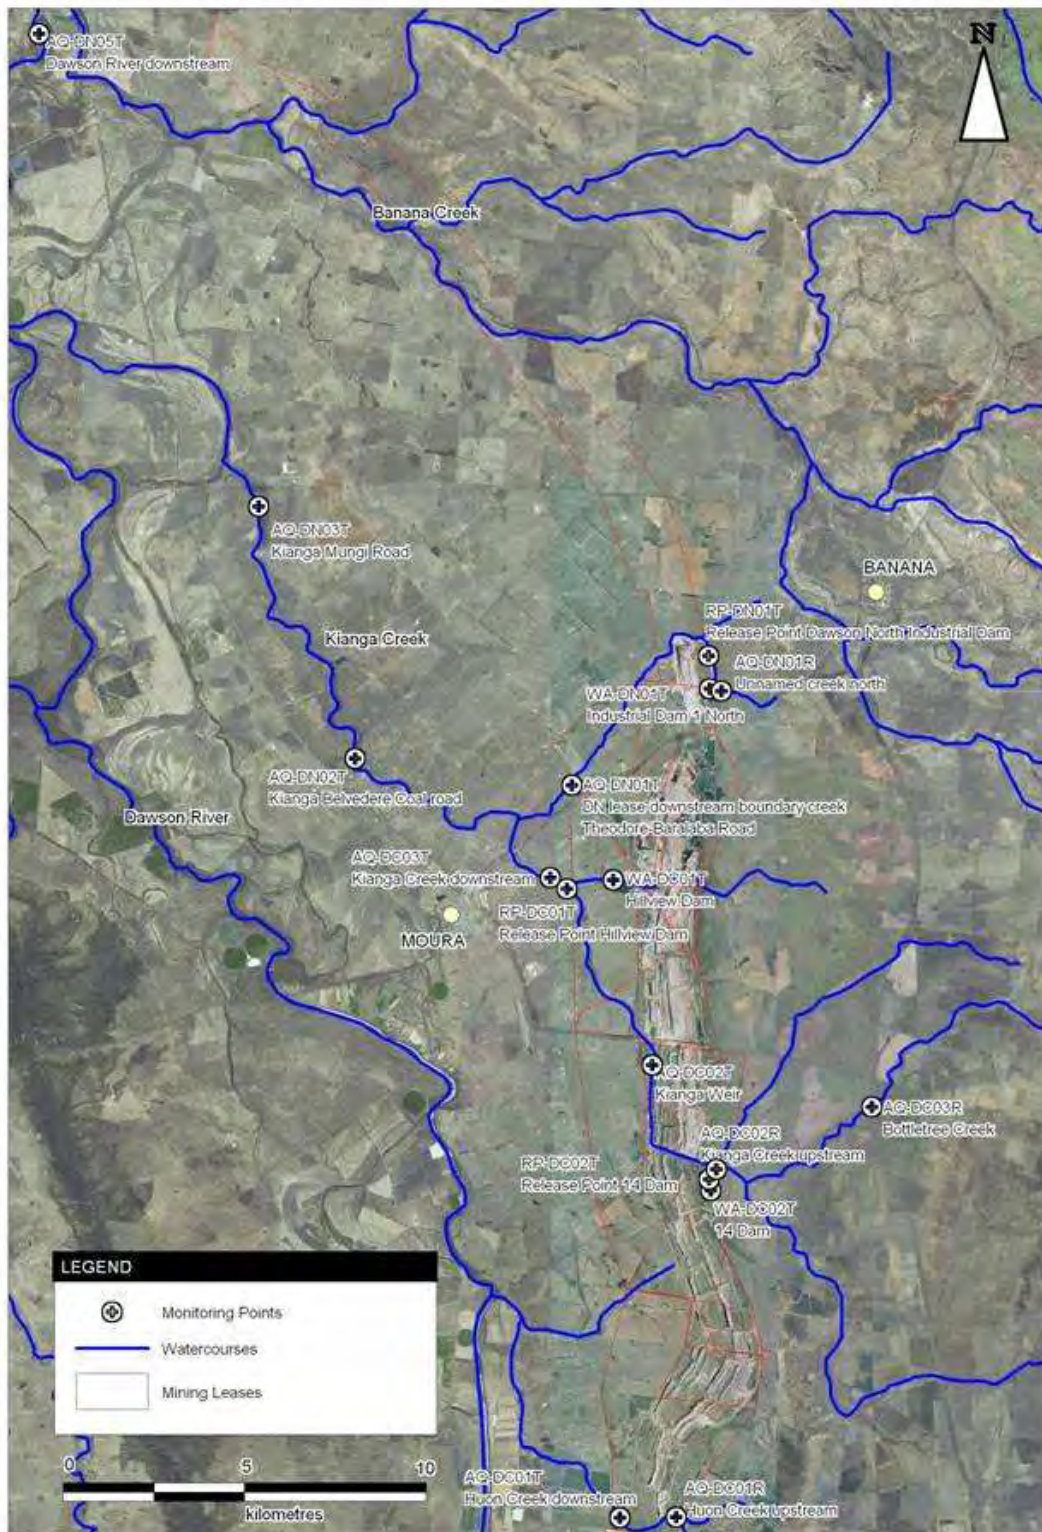 N
AQ-DN05T
Dawson River downstream
Banana Creek
AQ-DN03T
Kianga Mungi Road
BANANA
Kianga Creek
RP-DN01T
Release Point Dawson North Industrial Dam
AQ-DN01R
Unnamed creek north
WA-DN01T
Industrial Dam 1 North
AQ-DN02T
Kianga Belvedere Coal road
AQ-DN01T
DN lease downstream boundary creek
Theodore-Baralaba Road
Dawson River
AQ-DC03T
Kianga Creek downstream
WA-DC01T
Hillview Dam
RP-DC01T
Release Point Hillview Dam
MOURA
AQ-DC02T
Kianga Weir
AQ-DC03R
Bottletree Creek
AQ-DC02R
Kianga Creek upstream
RP-DC02T
Release Point 14 Dam
WA-DC02T
14 Dam
LEGEND
Monitoring Points
Watercourses
Mining Leases
0 5 10
kilometres
AQ-DC01T
Huon Creek downstream
AQ-DC01R
Huon Creek upstream